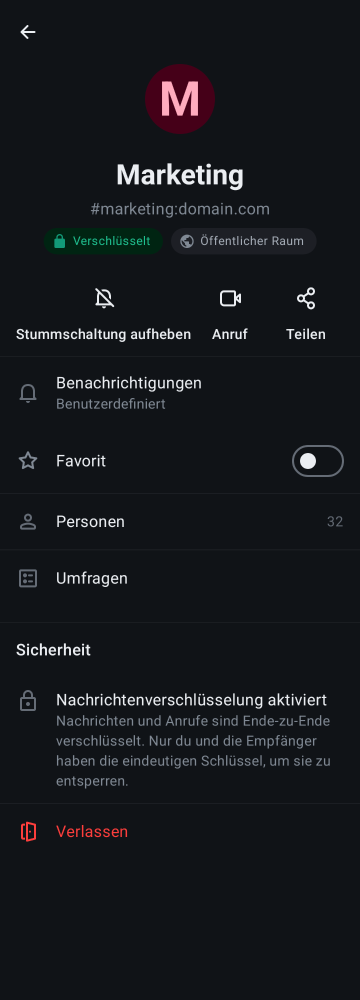 M
Marketing
#marketing:domain.com
Verschlüsselt Öffentlicher Raum
Stummschaltung aufheben Anruf Teilen
Benachrichtigungen
Benutzerdefiniert
Favorit
Personen 32
Umfragen
Sicherheit
Nachrichtenverschlüsselung aktiviert
Nachrichten und Anrufe sind Ende-zu-Ende
verschlüsselt. Nur du und die Empfänger
haben die eindeutigen Schlüssel, um sie zu
entsperren.
Verlassen